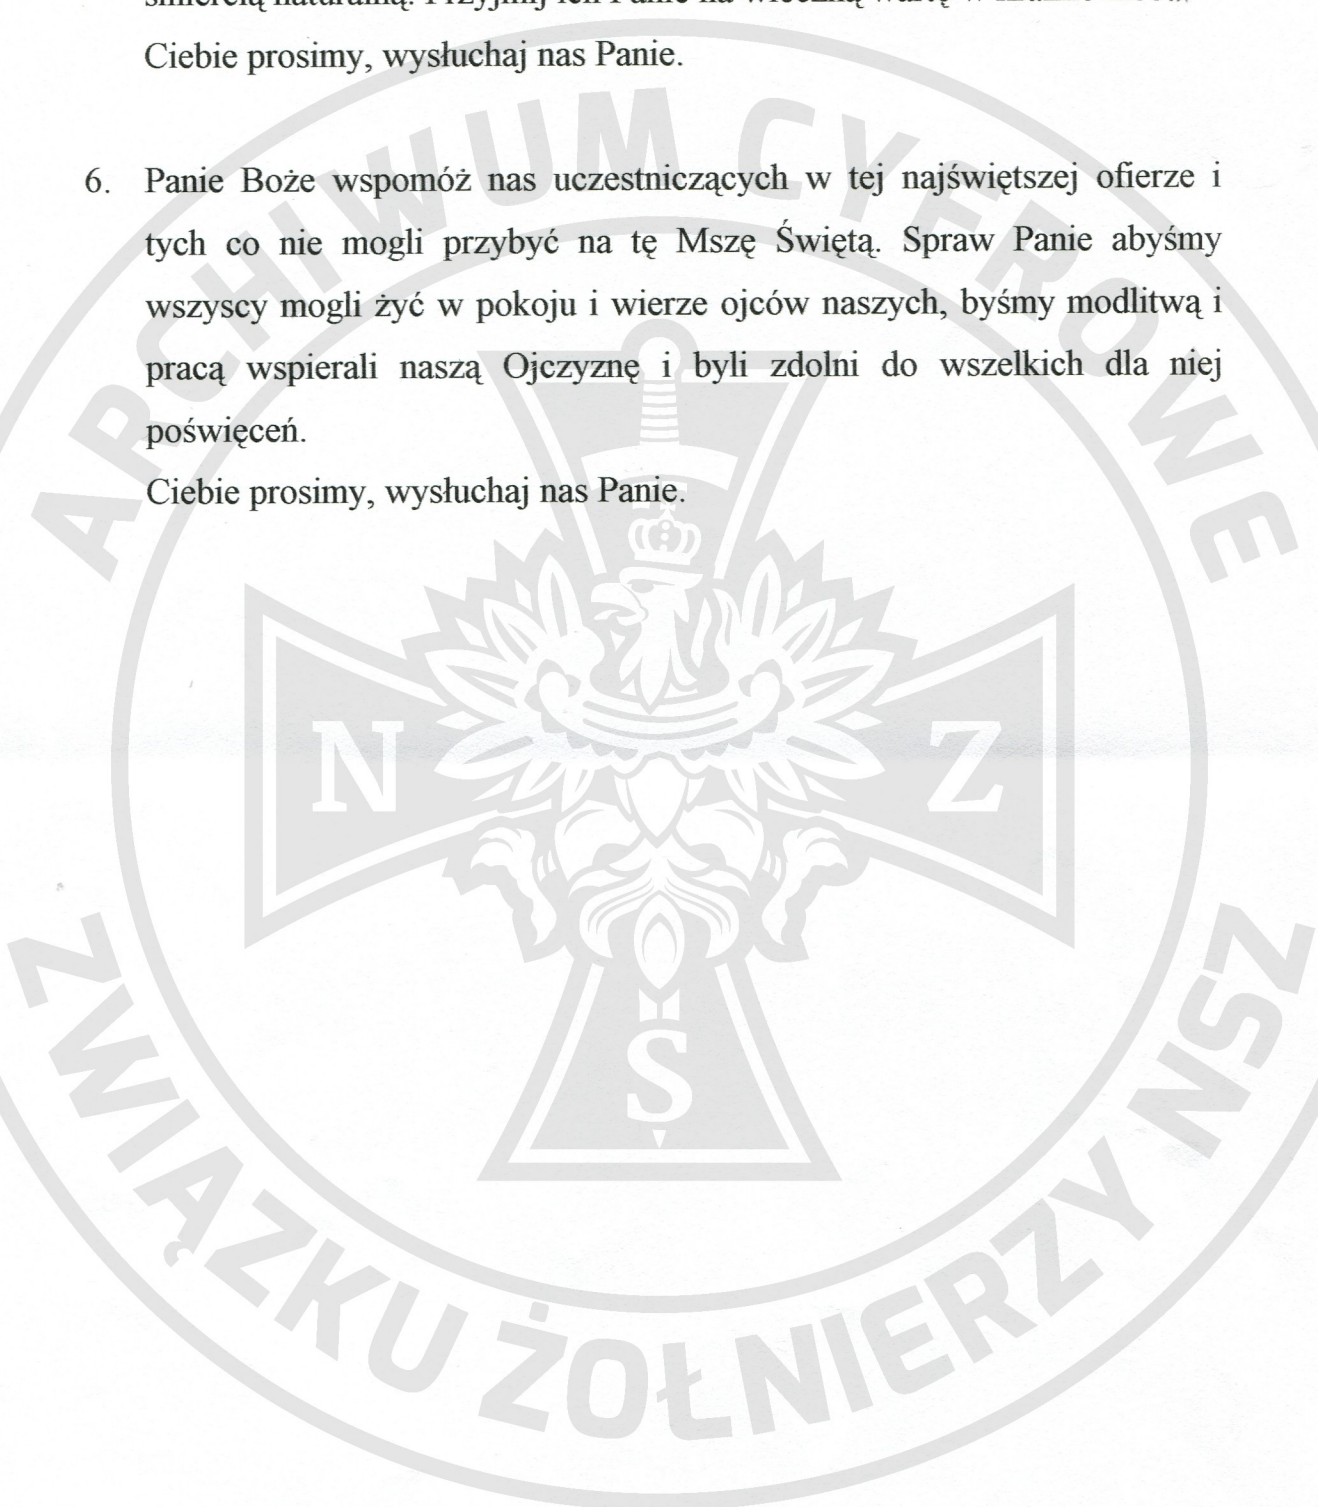 Ciebie prosimy, wysłuchaj nas Panie.
6. Panie Boże wspomóż nas uczestniczących w tej najświętszej ofierze i
tych co nie mogli przybyć na tę Mszę Świętą. Spraw Panie abyśmy
wszyscy mogli żyć w pokoju i wierze ojców naszych, byśmy modlitwą i
pracą wspierali naszą Ojczyznę i byli zdolni do wszelkich dla niej
poświęceń.
Ciebie prosimy, wysłuchaj nas Panie.
ARCHIWUM CYFROWE
N Z
S
ZWIĄZKU ŻOŁNIERZY NSZ